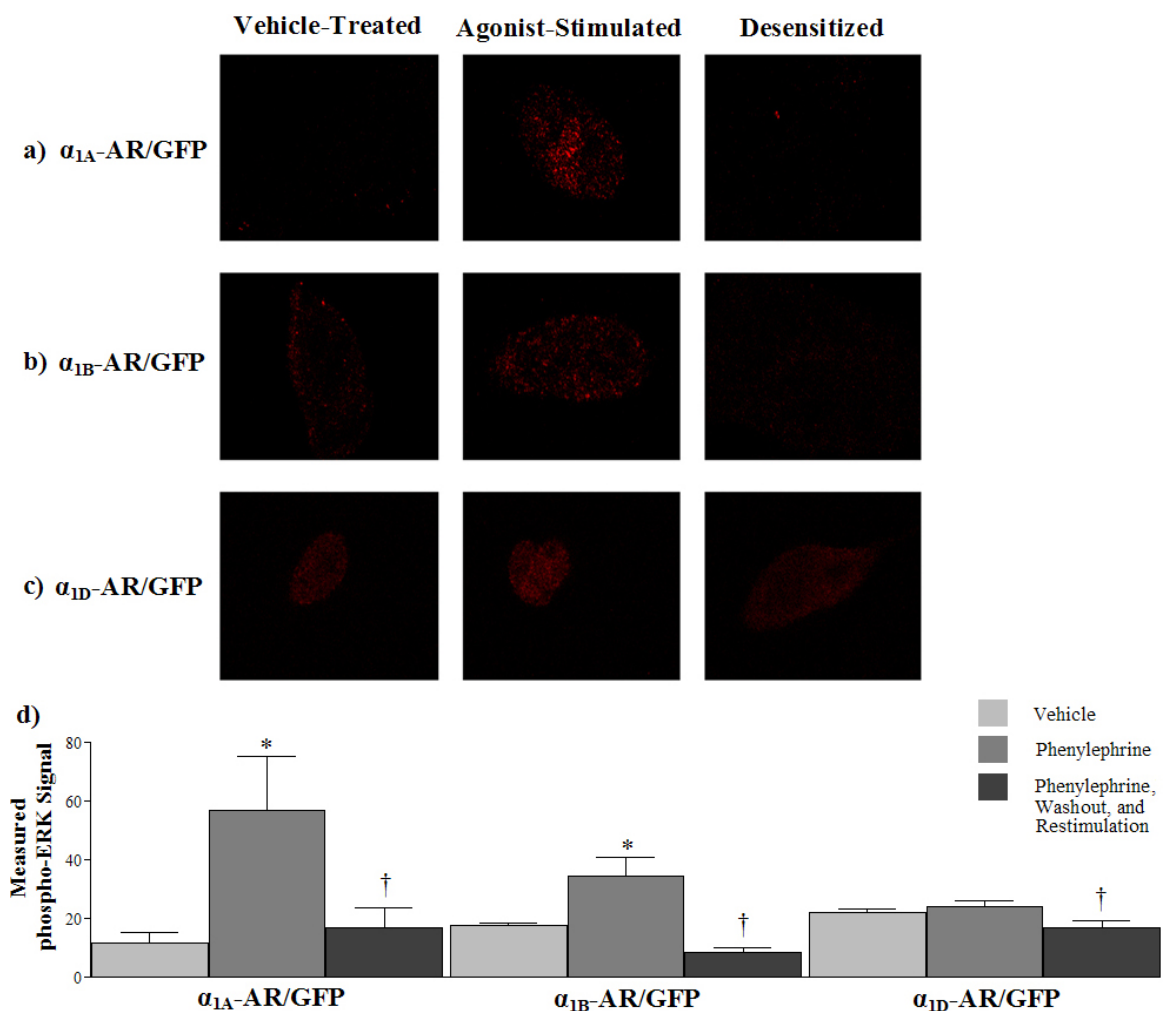 Vehicle-Treated Agonist-Stimulated Desensitized
a) α1A-AR/GFP
b) α1B-AR/GFP
c) α1D-AR/GFP
d)
Measured
phospho-ERK Signal
80
60
40
20
0
* † * † †
Vehicle
Phenylephrine
Phenylephrine,
Washout, and
Restimulation
α1A-AR/GFP α1B-AR/GFP α1D-AR/GFP